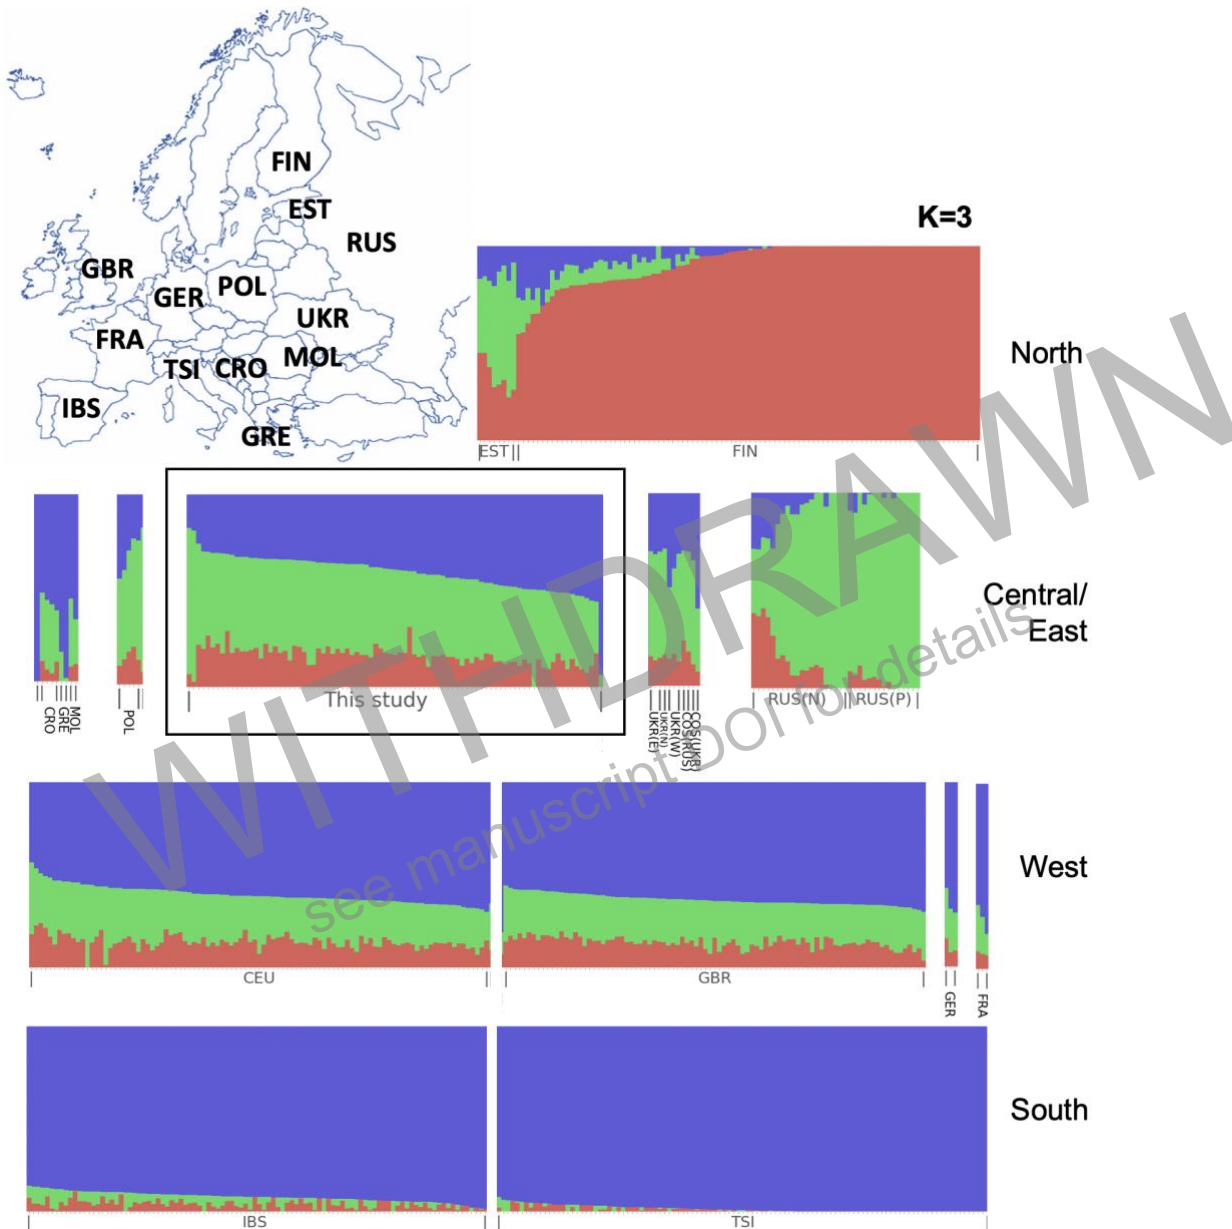 FIN
EST
RUS
GBR
GER
POL
UKR
FRA
MOL
TSI
CRO
IBS
GRE
K=3
North
EST
FIN
Central/
East
CRO
GRE
MOL
POL
This study
UKR(E)
UKR(N)
UKR(W)
COS(RUS)
COS(UKR)
RUS(N)
RUS(P)
West
CEU
GBR
GER
FRA
South
IBS
TSI
WITHDRAWN
see manuscript DOI for details